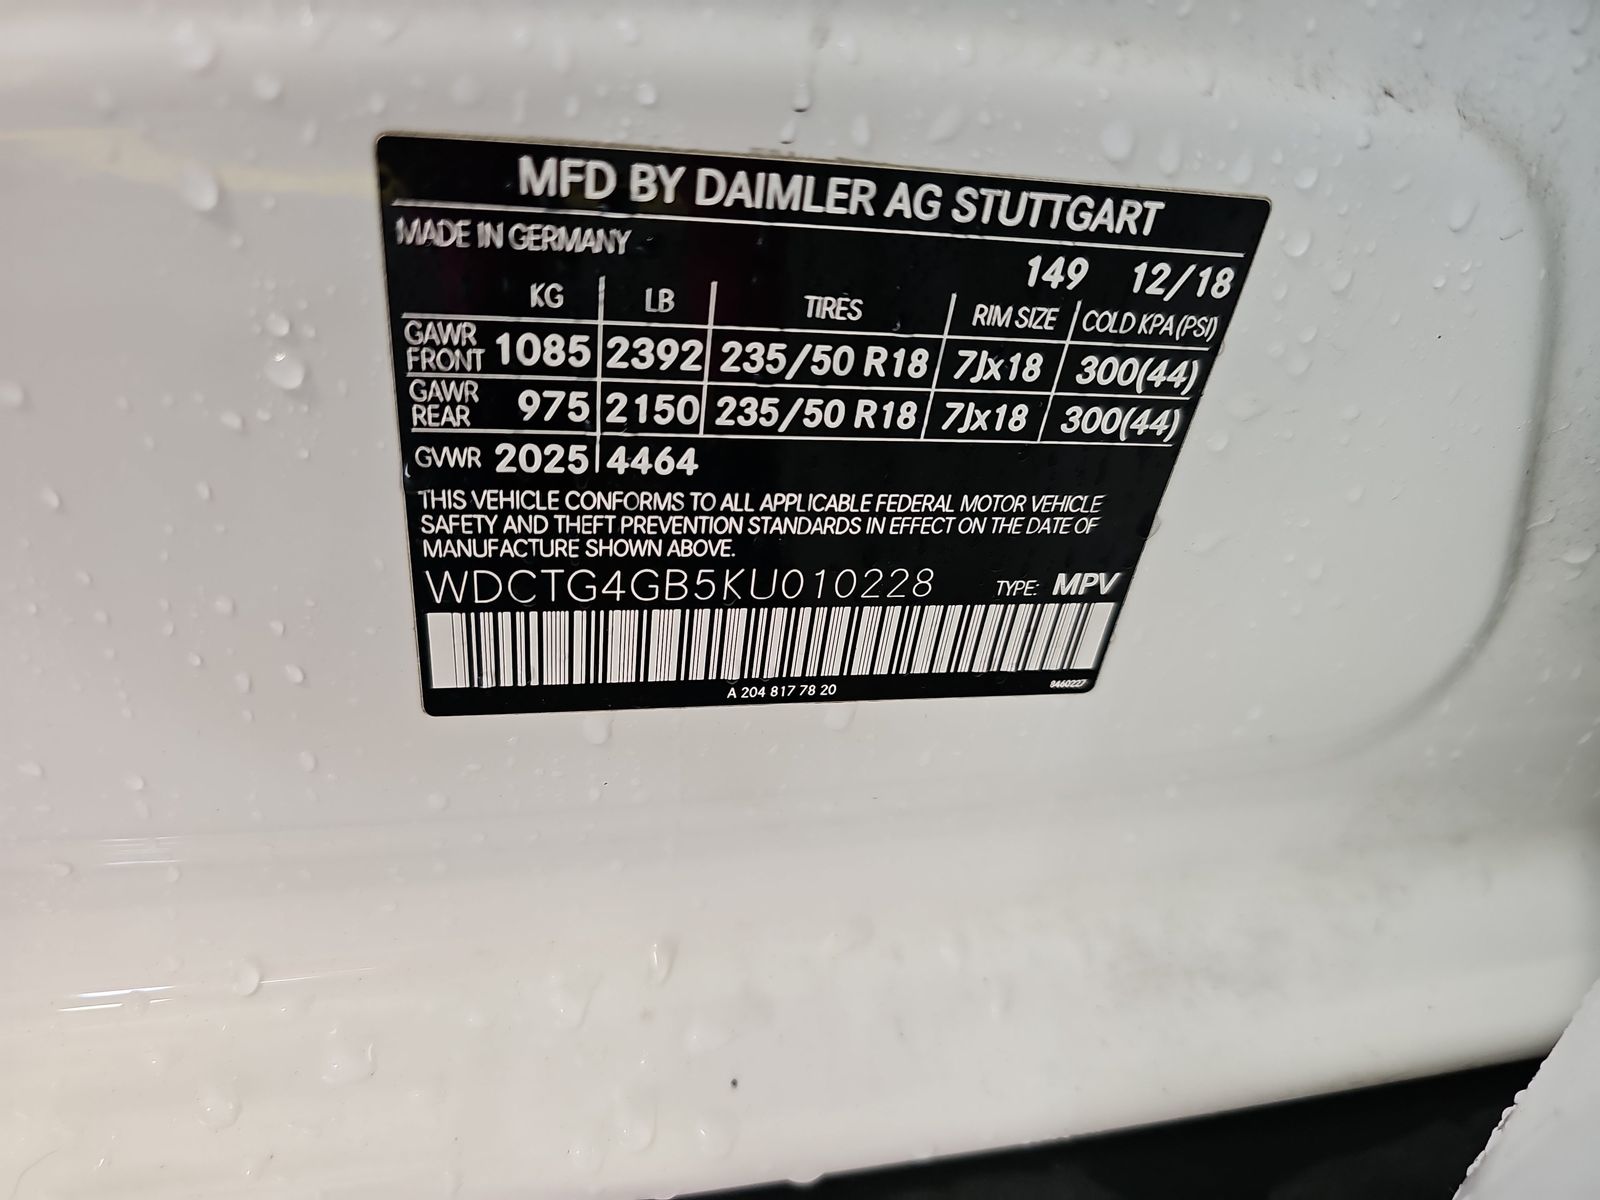 MFD BY DAIMLER AG STUTTGART
MADE IN GERMANY
149 12/18
KG LB TIRES RIM SIZE COLD KPA (PSI)
GAWR FRONT 1085 2392 235/50 R18 7Jx18 300(44)
GAWR REAR 975 2150 235/50 R18 7Jx18 300(44)
GVWR 2025 4464
THIS VEHICLE CONFORMS TO ALL APPLICABLE FEDERAL MOTOR VEHICLE
SAFETY AND THEFT PREVENTION STANDARDS IN EFFECT ON THE DATE OF
MANUFACTURE SHOWN ABOVE.
WDCTG4GB5KU010228 TYPE: MPV
A 204 817 78 20 8460227